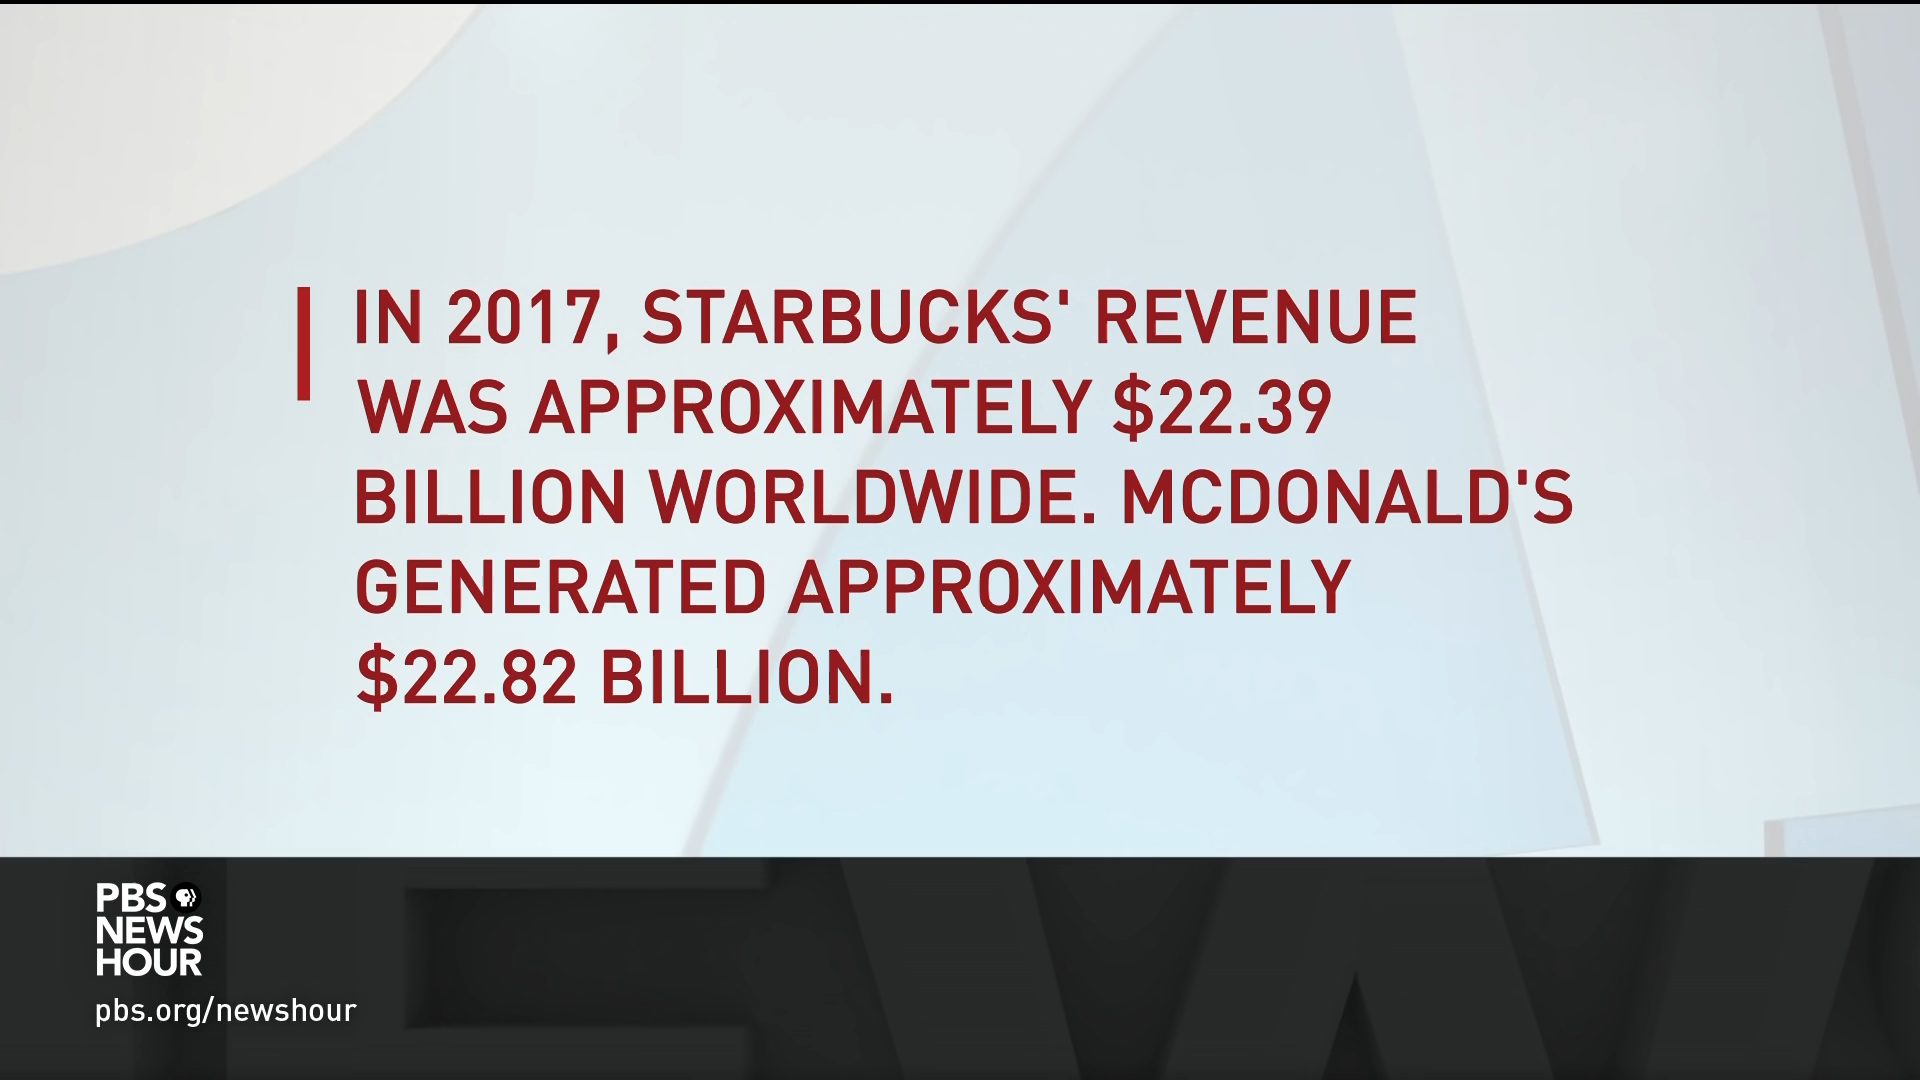 IN 2017, STARBUCKS' REVENUE
WAS APPROXIMATELY $22.39
BILLION WORLDWIDE. MCDONALD'S
GENERATED APPROXIMATELY
$22.82 BILLION.
PBS
NEWS
HOUR
pbs.org/newshour